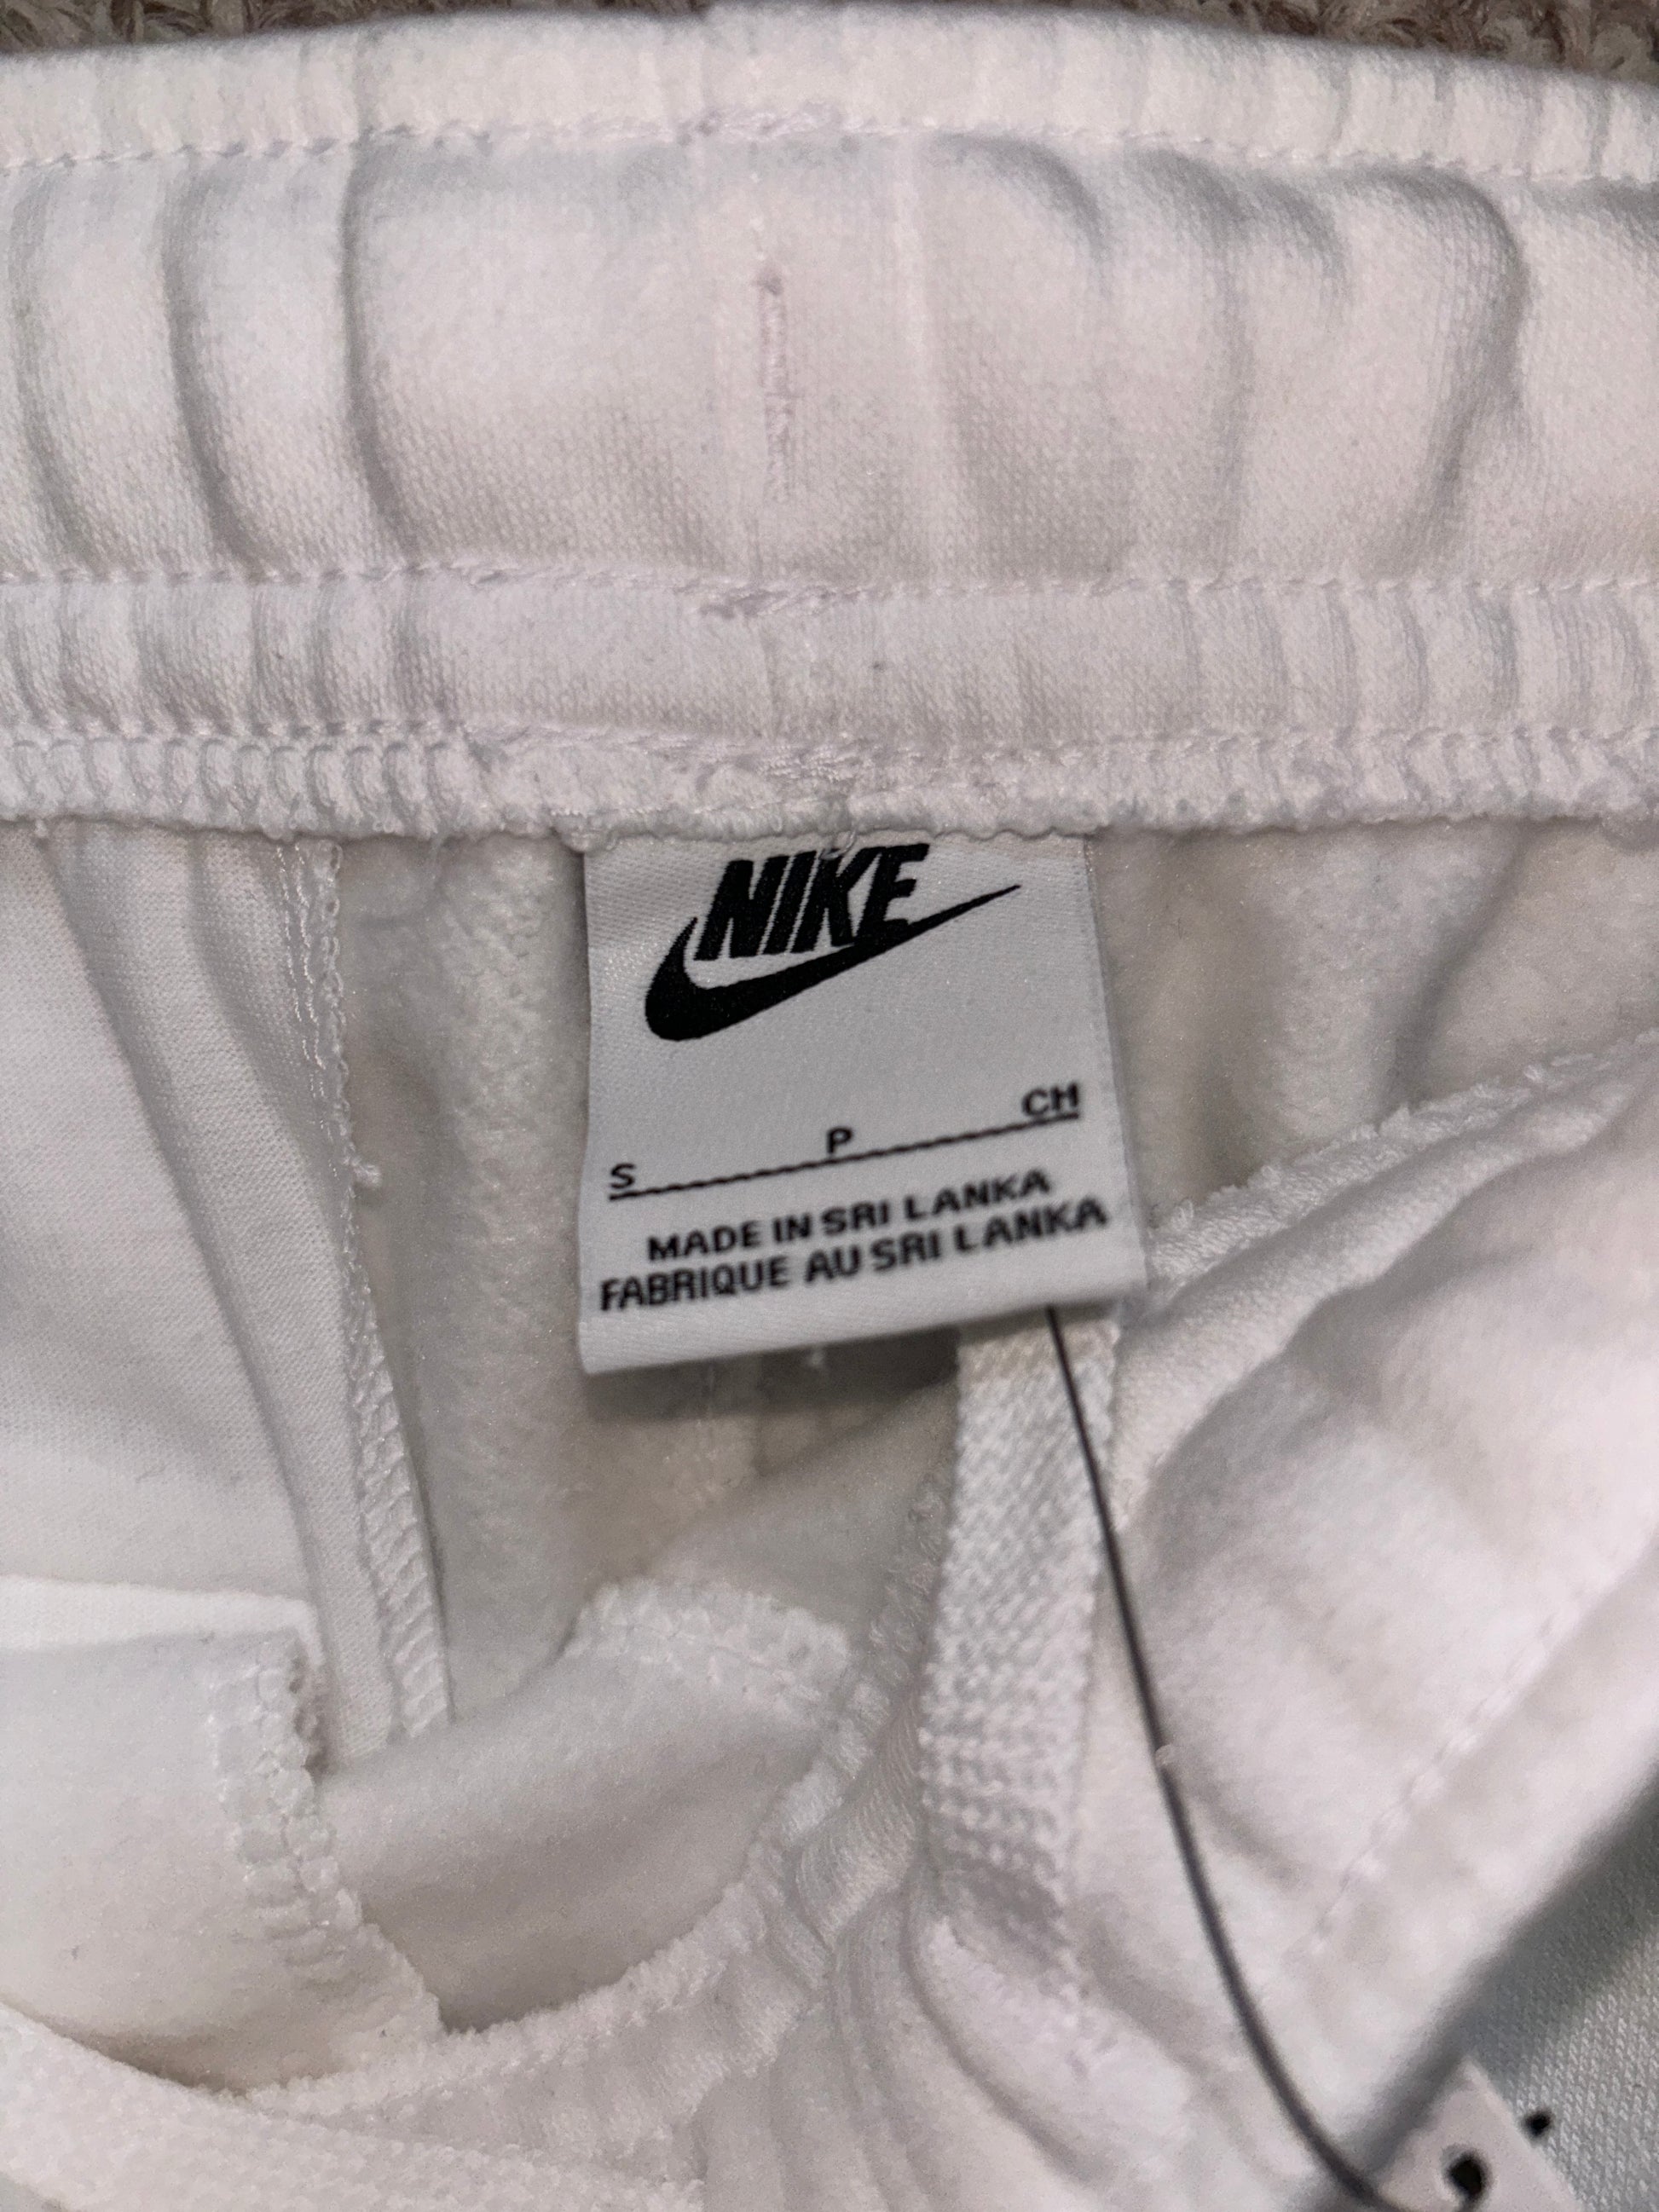 NIKE
S P CH
MADE IN SRI LANKA
FABRIQUE AU SRI LANKA